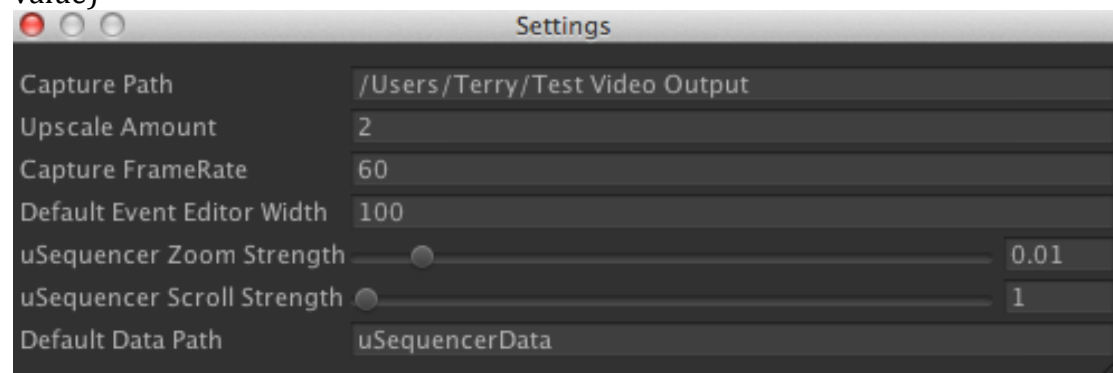 Settings
Capture Path /Users/Terry/Test Video Output
Upscale Amount 2
Capture FrameRate 60
Default Event Editor Width 100
uSequencer Zoom Strength 0.01
uSequencer Scroll Strength 1
Default Data Path uSequencerData